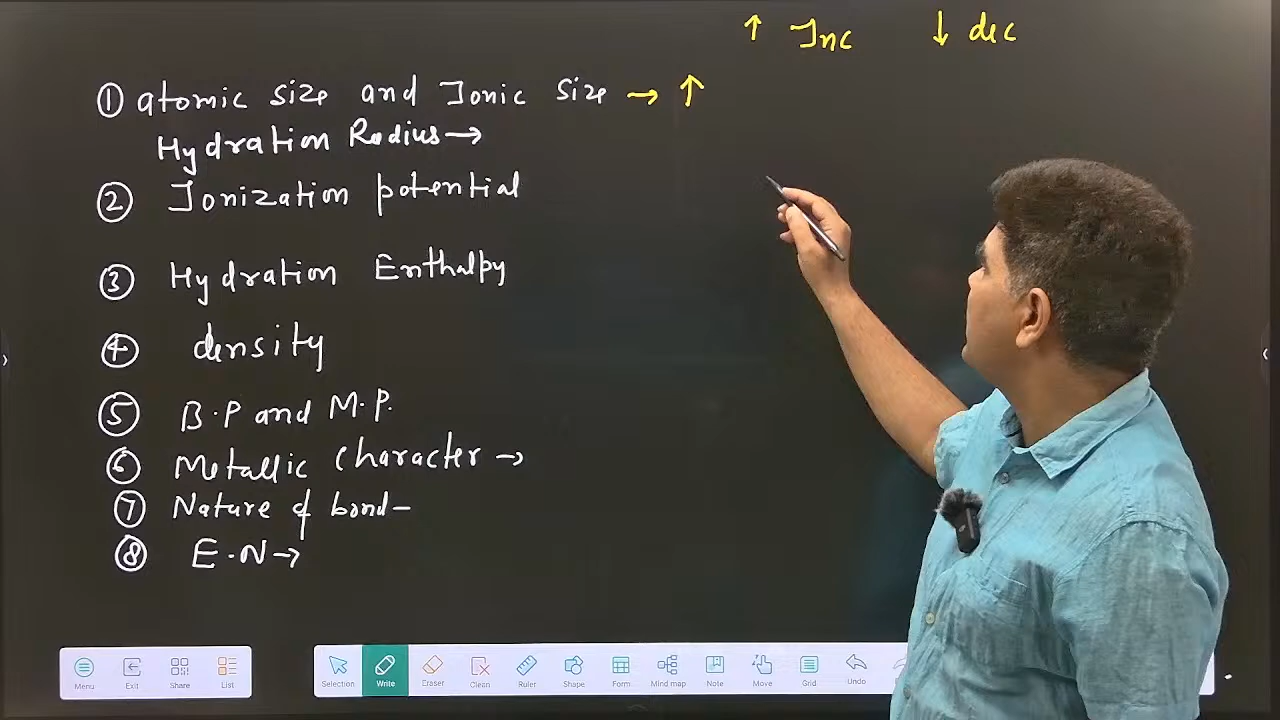 ↑ Inc ↓ dec
① atomic size and Ionic size → ↑
Hydration Radius →
② Ionization potential
③ Hydration Enthalpy
④ density
⑤ B.P and M.P.
⑥ Metallic character →
⑦ Nature of bond -
⑧ E.N →
Menu Exit Share List Selection Write Eraser Clean Ruler Shape Form Mind map Note Move Grid Undo